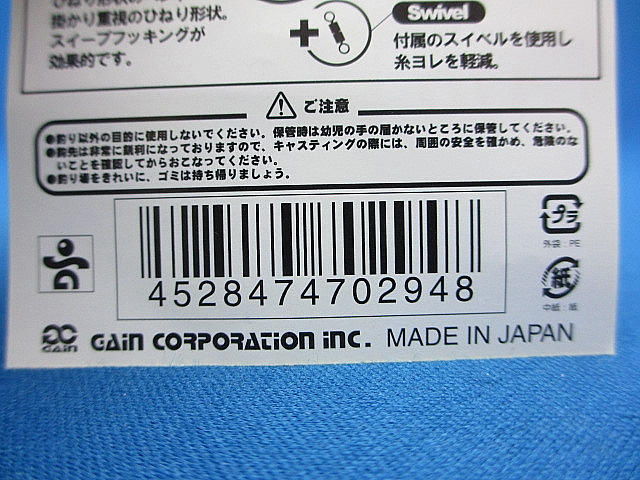 ひねり形状の
掛かり重視のひねり形状。
スイープフッキングが
効果的です。
Swivel
付属のスイベルを使用し
糸ヨレを軽減。
ご注意
●釣り以外の目的に使用しないでください。保管時は幼児の手の届かないところに保管してください。
●鈎先は非常に鋭利になっておりますので、キャスティングの際には、周囲の安全を確かめ、危険のな
いことを確認してからおこなってください。
●釣り場をきれいに、ゴミは持ち帰りましょう。
プラ
外袋：PE
紙
中紙：紙
4528474702948
GAIN
GAIN CORPORATION INC. MADE IN JAPAN